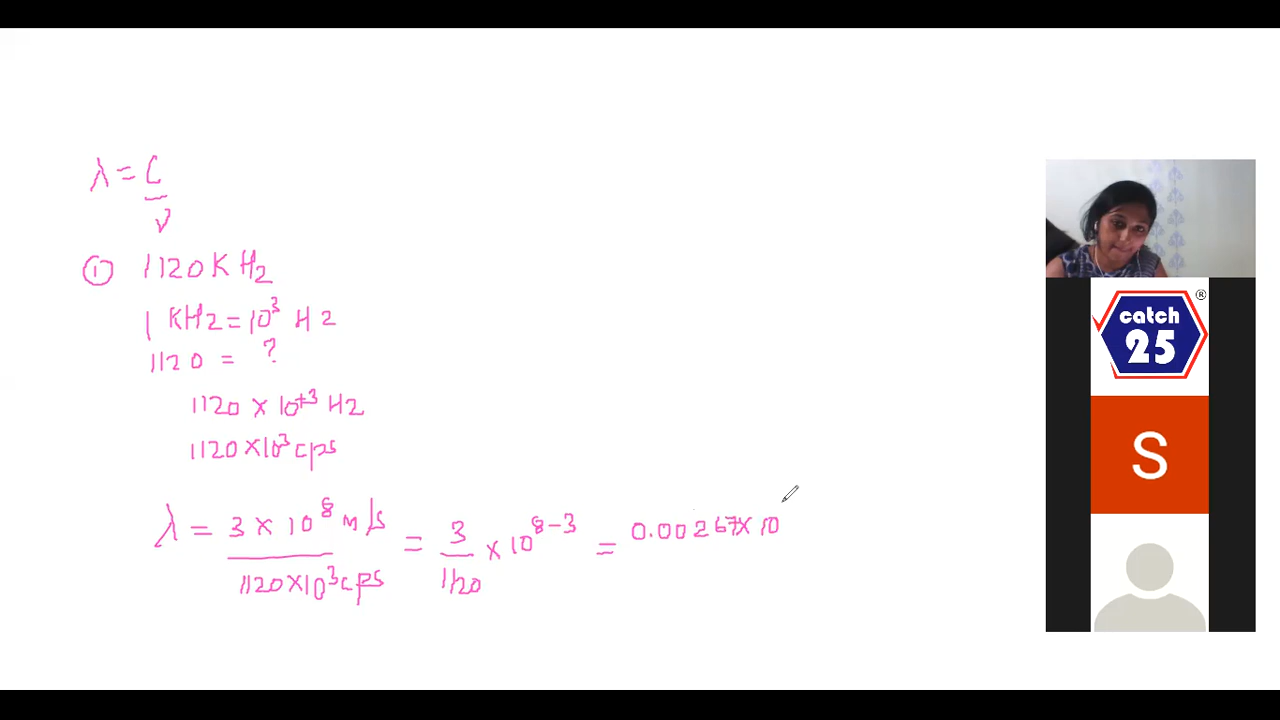 λ = C
ν
① 1120 K Hz
1 KHz = 10³ Hz
1120 = ?
1120 × 10⁺³ Hz
1120 × 10³ cps
λ = 3 × 10⁸ m/s = 3 × 10⁸⁻³ = 0.00267 × 10
1120 × 10³ cps 1120
®
catch
25
S